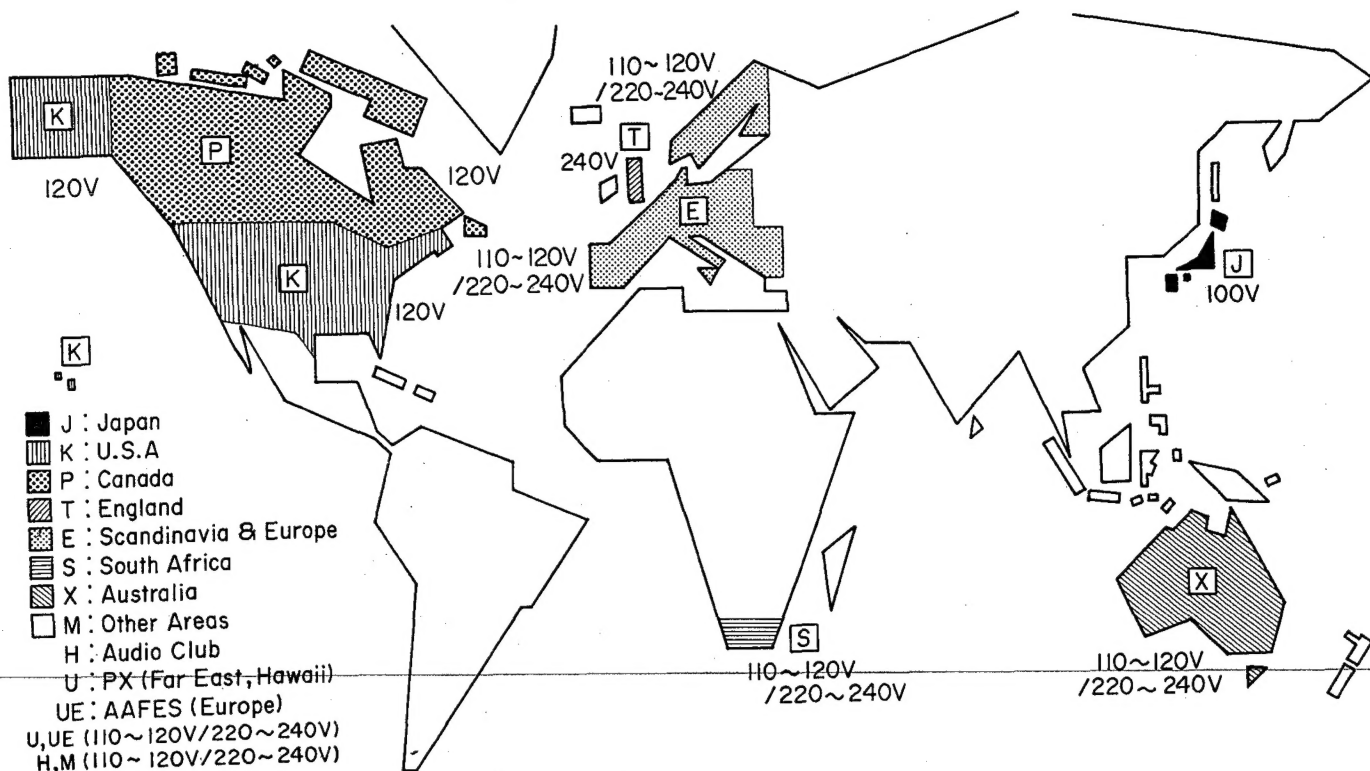 110~120V
/220~240V
K
P
T
240V
120V
120V
E
110~120V
/220~240V
J
100V
K
120V
K
J : Japan
K : U.S.A
P : Canada
T : England
E : Scandinavia & Europe
S : South Africa
X : Australia
M : Other Areas
H : Audio Club
U : PX (Far East, Hawaii)
UE : AAFES (Europe)
U,UE (110~120V/220~240V)
H,M (110~120V/220~240V)
S
110~120V
/220~240V
X
110~120V
/220~240V